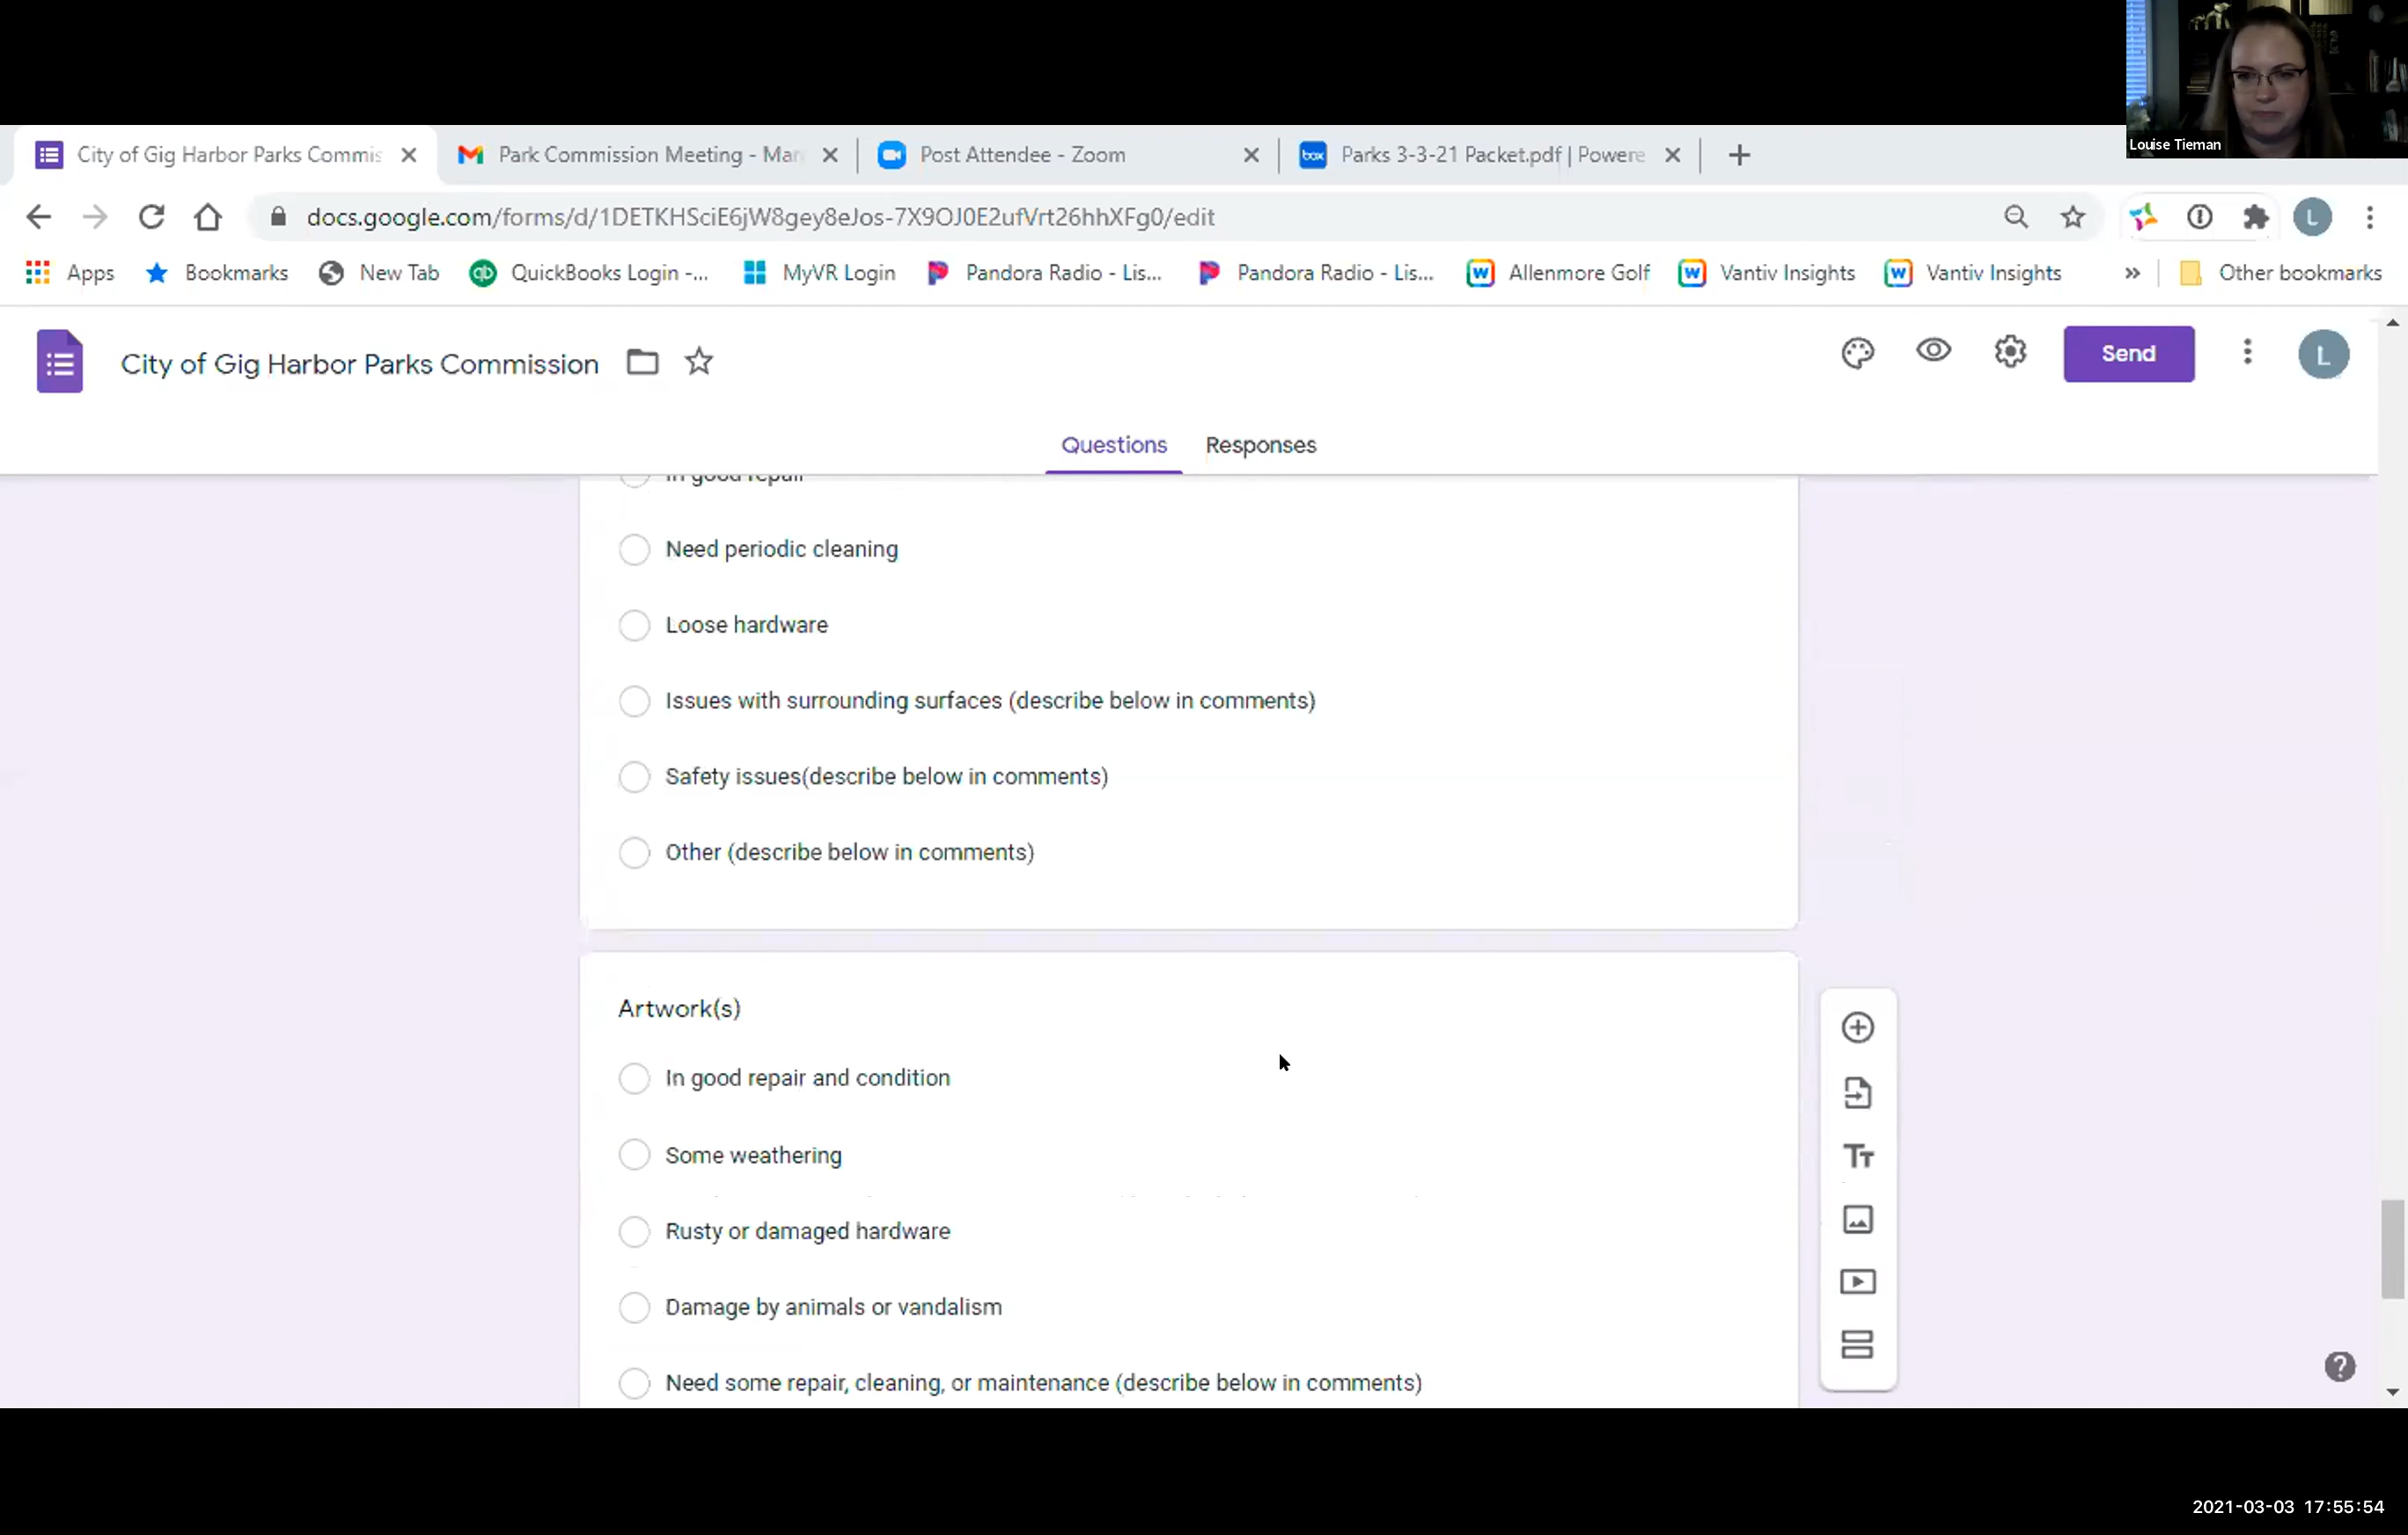 Louise Tieman
City of Gig Harbor Parks Commis
Park Commission Meeting - Mar
Post Attendee - Zoom
box
Parks 3-3-21 Packet.pdf | Powere
docs.google.com/forms/d/1DETKHSciE6jW8gey8eJos-7X9OJ0E2ufVrt26hhXFg0/edit
L
Apps
Bookmarks
New Tab
qb
QuickBooks Login -...
MyVR Login
Pandora Radio - Lis...
Pandora Radio - Lis...
W
Allenmore Golf
W
Vantiv Insights
W
Vantiv Insights
»
Other bookmarks
City of Gig Harbor Parks Commission
Send
L
Questions
Responses
In good repair
Need periodic cleaning
Loose hardware
Issues with surrounding surfaces (describe below in comments)
Safety issues(describe below in comments)
Other (describe below in comments)
Artwork(s)
In good repair and condition
Some weathering
Rusty or damaged hardware
Damage by animals or vandalism
Need some repair, cleaning, or maintenance (describe below in comments)
2021-03-03 17:55:54